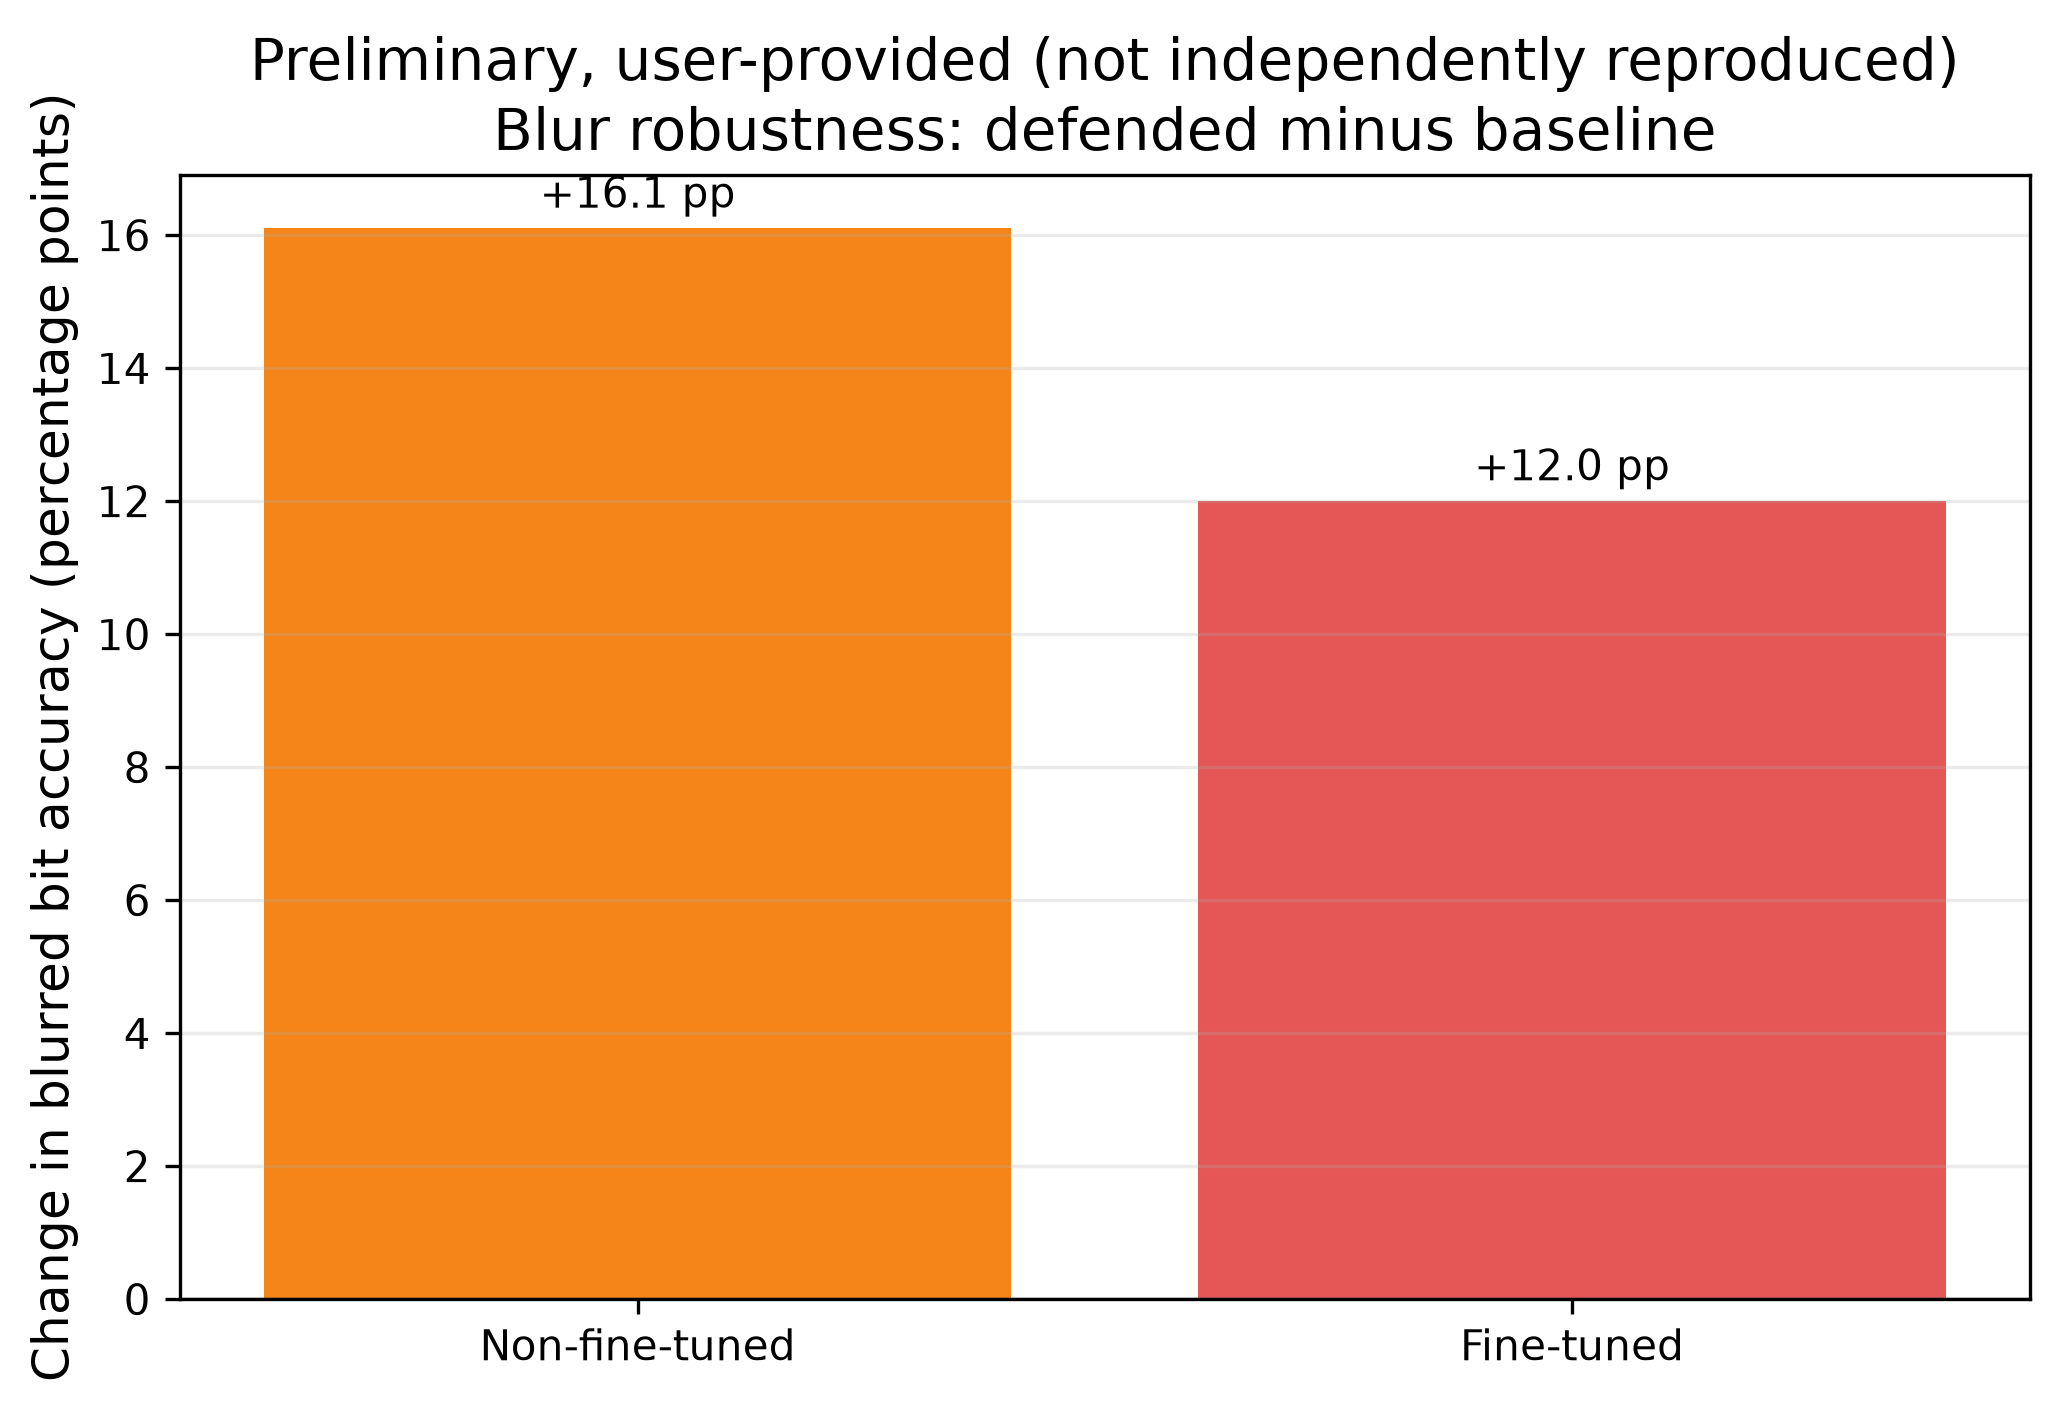 Preliminary, user-provided (not independently reproduced)
Blur robustness: defended minus baseline
Change in blurred bit accuracy (percentage points)
16
14
12
10
8
6
4
2
0
+16.1 pp
+12.0 pp
Non-fine-tuned
Fine-tuned